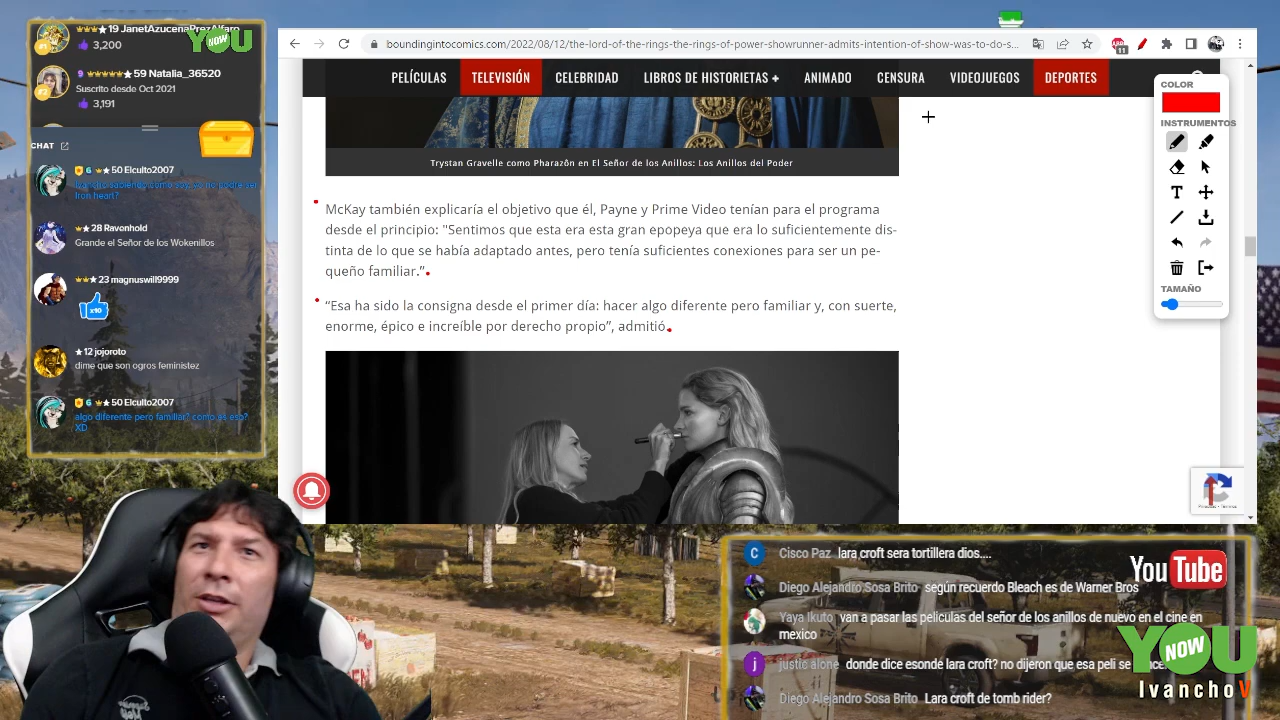 19 JanetAzucenaPrezAlfaro
3,200
YOU
NOW
59 Natalia_36520
Suscrito desde Oct 2021
3,191
CHAT
50 Elculto2007
Iron heart?
28 Ravenhold
Grande el Señor de los Wokenillos
23 magnuswill9999
x10
12 jojoroto
dime que son ogros feministez
50 Elculto2007
algo diferente pero familiar? como es eso?
XD
boundingintocomics.com/2022/08/12/the-lord-of-the-rings-the-rings-of-power-showrunner-admits-intention-of-show-was-to-do-s...
11
PELÍCULAS
TELEVISIÓN
CELEBRIDAD
LIBROS DE HISTORIETAS +
ANIMADO
CENSURA
VIDEOJUEGOS
DEPORTES
Trystan Gravelle como Pharazôn en El Señor de los Anillos: Los Anillos del Poder
McKay también explicaría el objetivo que él, Payne y Prime Video tenían para el programa
desde el principio: "Sentimos que esta era esta gran epopeya que era lo suficientemente dis-
tinta de lo que se había adaptado antes, pero tenía suficientes conexiones para ser un pe-
queño familiar.”
“Esa ha sido la consigna desde el primer día: hacer algo diferente pero familiar y, con suerte,
enorme, épico e increíble por derecho propio”, admitió.
COLOR
INSTRUMENTOS
T
TAMAÑO
C Cisco Paz lara croft sera tortillera dios....
Diego Alejandro Sosa Brito según recuerdo Bleach es de Warner Bros
Yaya Ikuto van a pasar las peliculas del señor de los anillos de nuevo en el cine en
mexico
j justic alone donde dice esondé lara croft? no dijeron que esa peli se
Diego Alejandro Sosa Brito Lara croft de tomb rider?
YouTube
YOU
NOW
IvanchoV